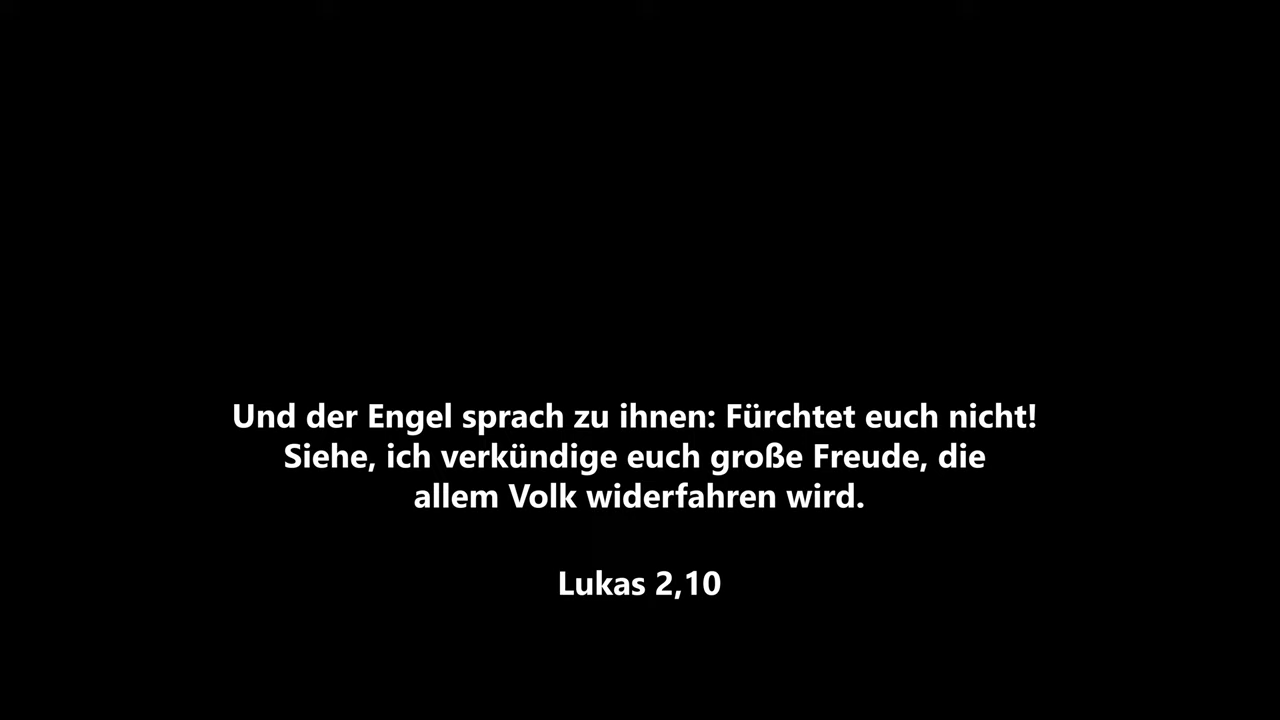 Und der Engel sprach zu ihnen: Fürchtet euch nicht!
Siehe, ich verkündige euch große Freude, die
allem Volk widerfahren wird.
Lukas 2,10